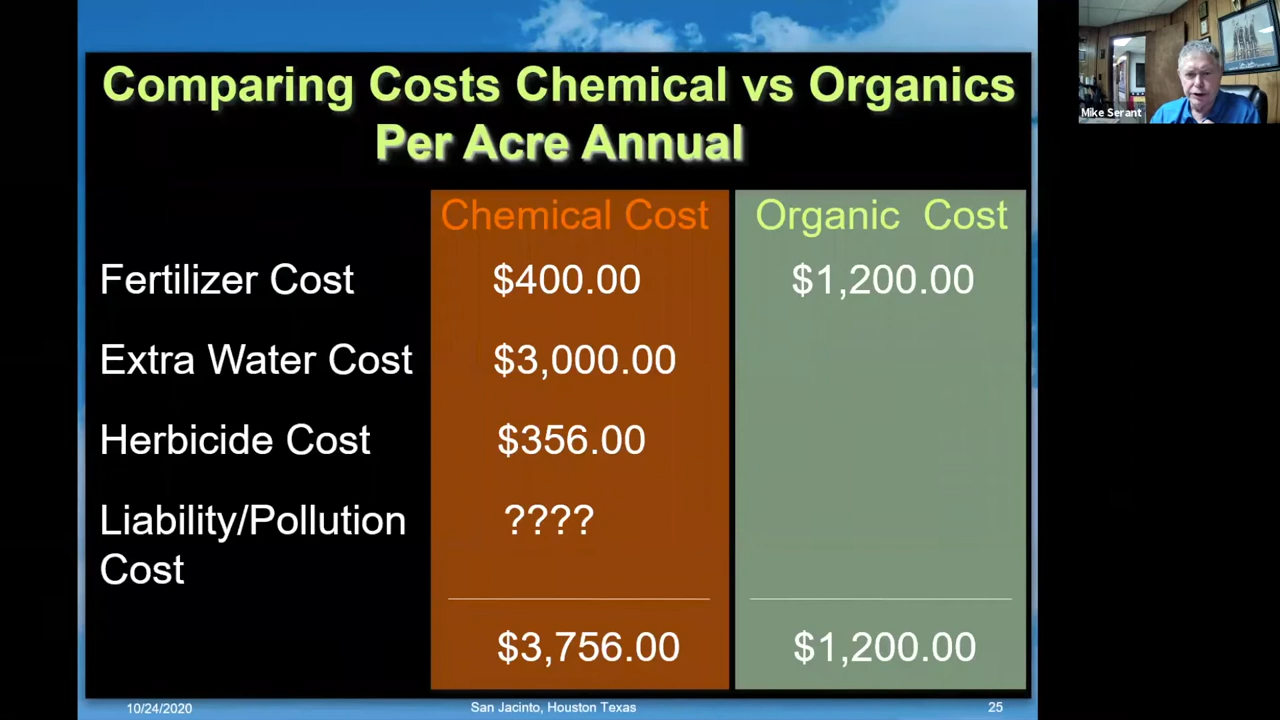 Comparing Costs Chemical vs Organics
Per Acre Annual
Chemical Cost Organic Cost
Fertilizer Cost $400.00 $1,200.00
Extra Water Cost $3,000.00
Herbicide Cost $356.00
Liability/Pollution ????
Cost
$3,756.00 $1,200.00
10/24/2020 San Jacinto, Houston Texas 25
Mike Serant